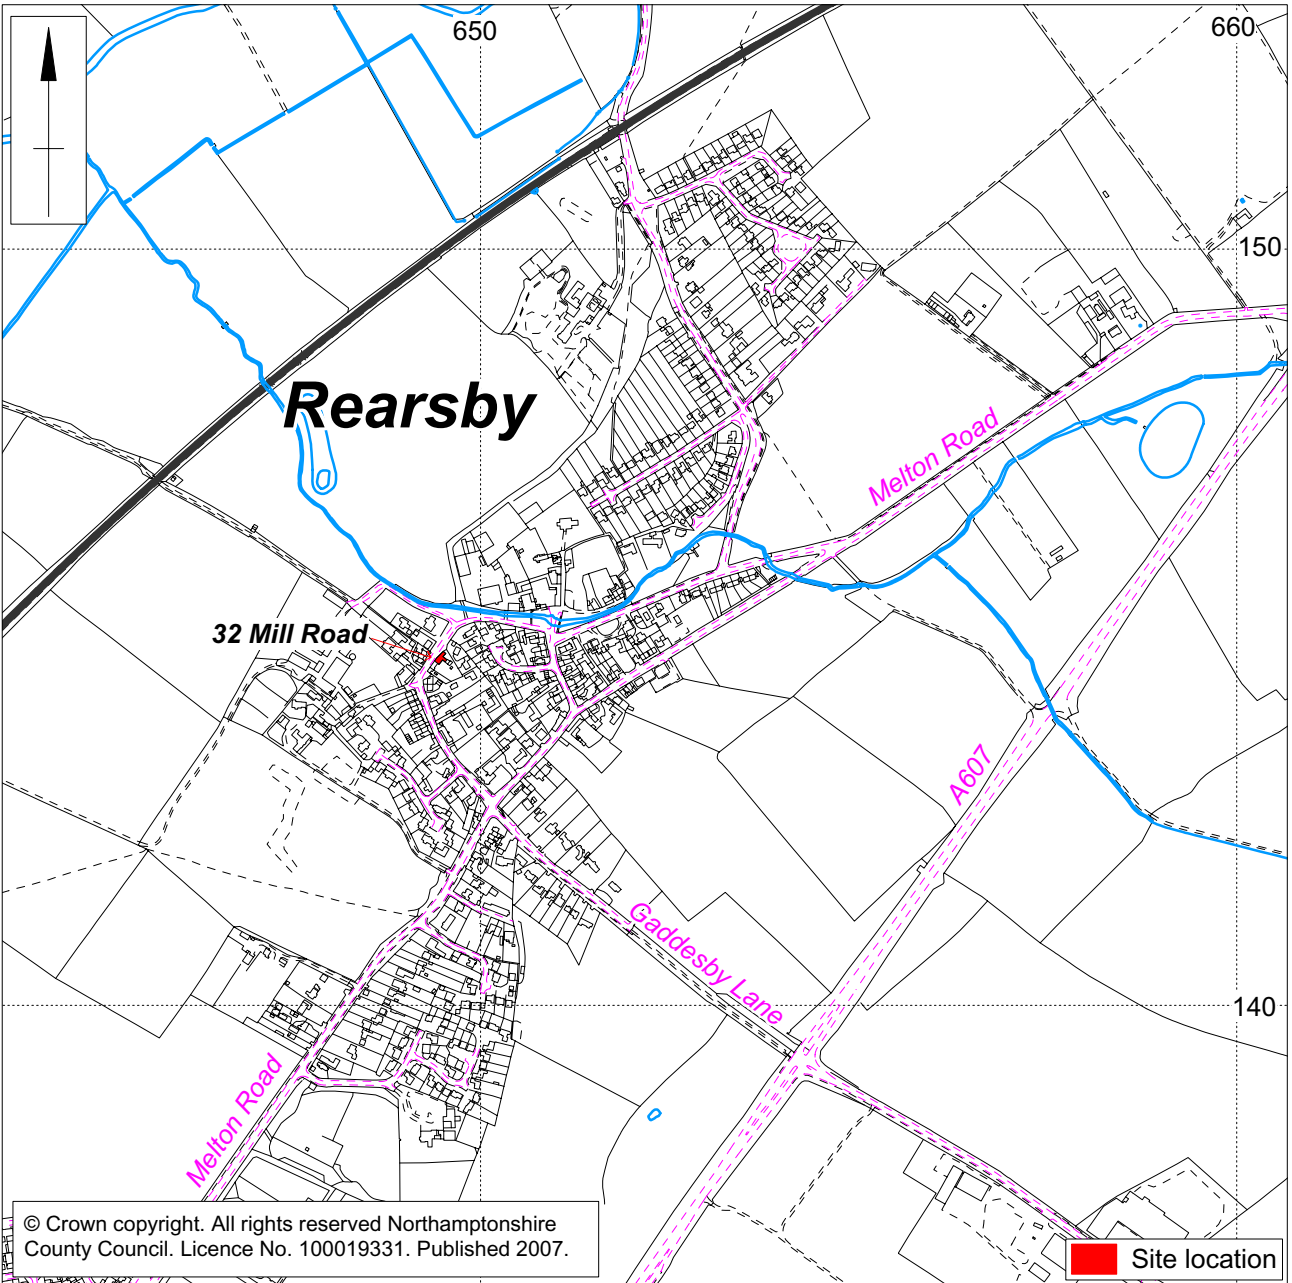 650
660
150
Rearsby
Melton Road
32 Mill Road
A607
Gaddesby Lane
140
Melton Road
© Crown copyright. All rights reserved Northamptonshire
County Council. Licence No. 100019331. Published 2007.
Site location